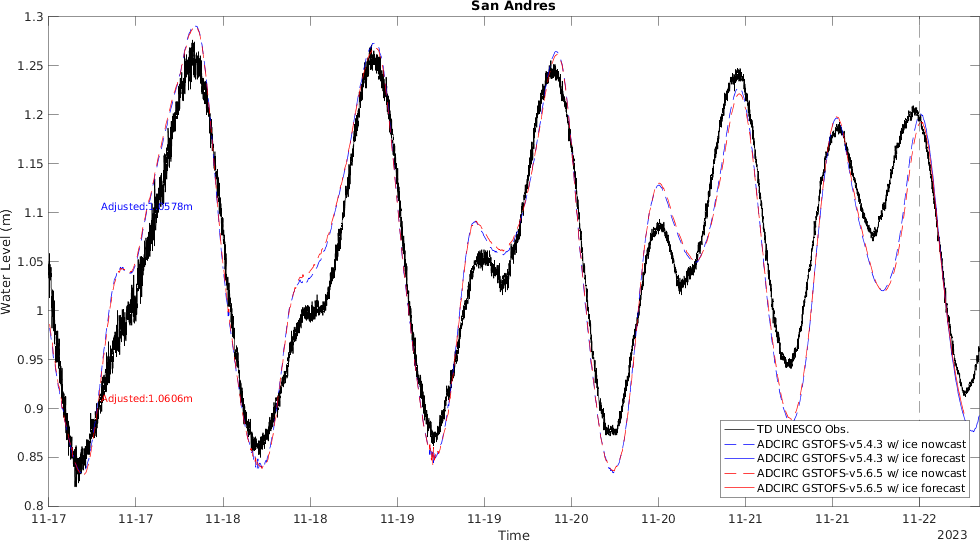 San Andres
1.3
1.25
1.2
1.15
1.1
1.05
1
0.95
0.9
0.85
0.8
Water Level (m)
Adjusted:1.0578m
Adjusted:1.0606m
TD UNESCO Obs.
ADCIRC GSTOFS-v5.4.3 w/ ice nowcast
ADCIRC GSTOFS-v5.4.3 w/ ice forecast
ADCIRC GSTOFS-v5.6.5 w/ ice nowcast
ADCIRC GSTOFS-v5.6.5 w/ ice forecast
11-17 11-17 11-18 11-18 11-19 11-19 11-20 11-20 11-21 11-21 11-22
Time
2023